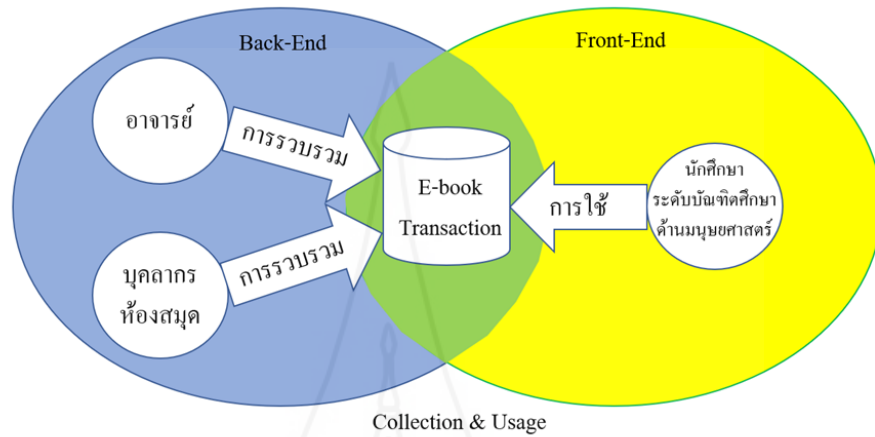 Back-End
Front-End
อาจารย์
การรวบรวม
E-book
Transaction
การใช้
นักศึกษา
ระดับบัณฑิตศึกษา
ด้านมนุษยศาสตร์
บุคลากร
ห้องสมุด
การรวบรวม
Collection & Usage